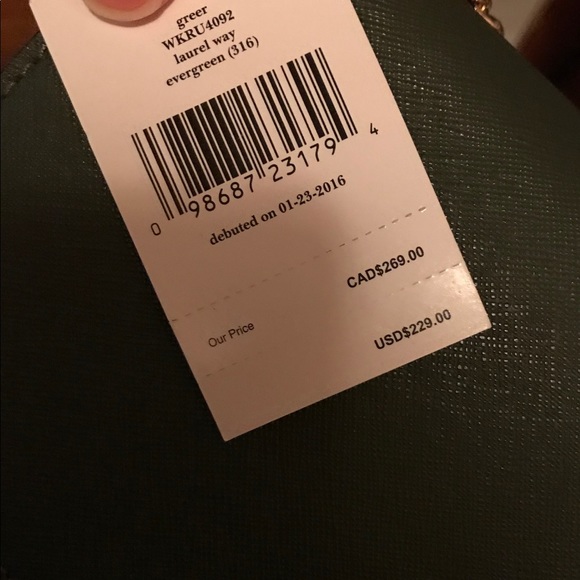 greer
WKRU4092
laurel way
evergreen (316)
0 98687 23179 4
debuted on 01-23-2016
CAD$269.00
Our Price
USD$229.00